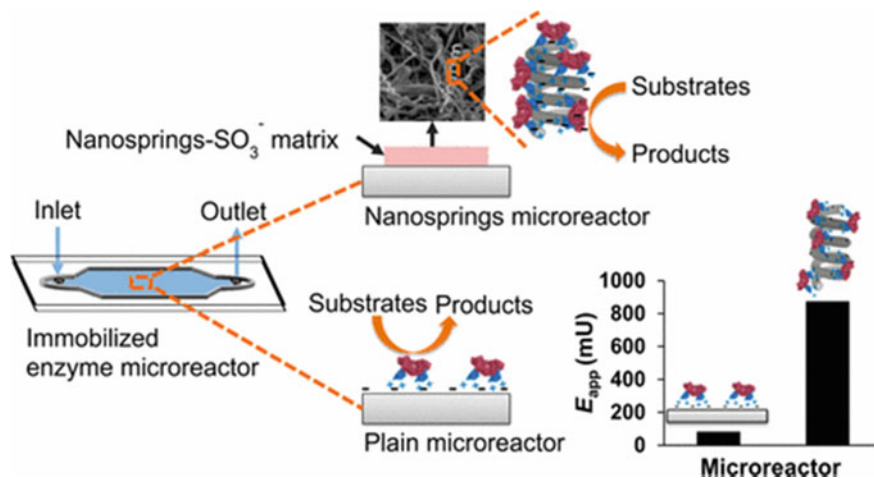 Substrates
Nanosprings-SO₃⁻ matrix
Products
Nanosprings microreactor
Inlet
Outlet
Immobilized
enzyme microreactor
Substrates Products
Plain microreactor
E_app (mU)
1000
800
600
400
200
0
Microreactor